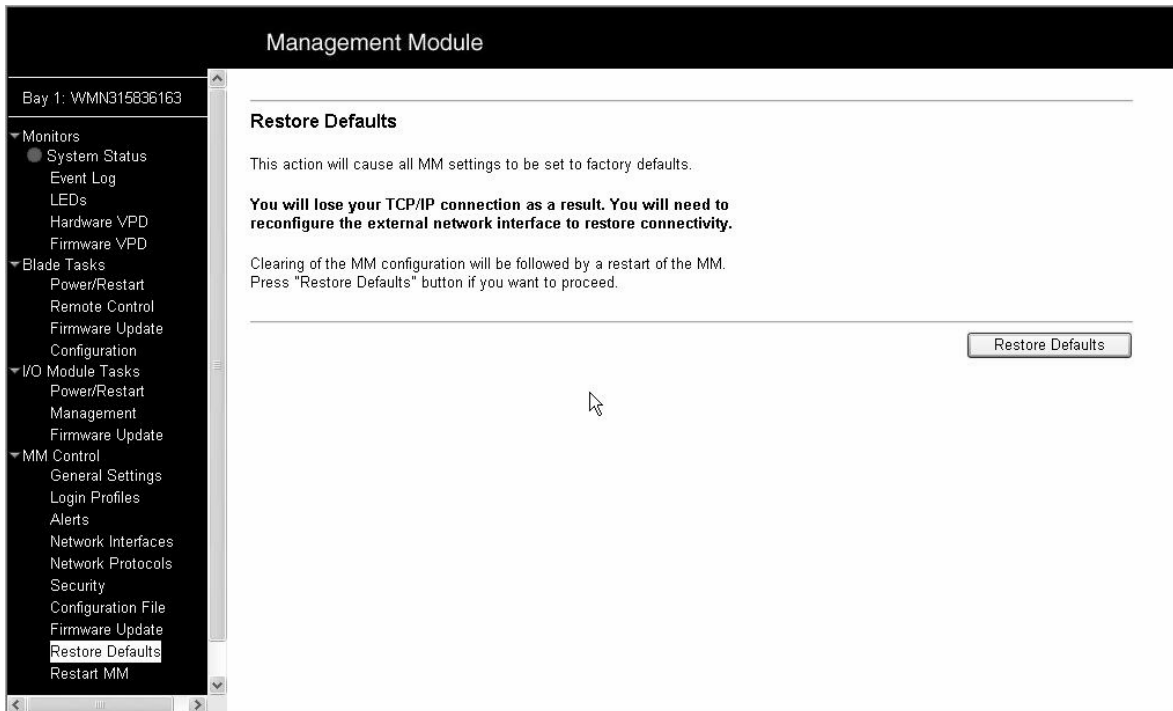 Management Module
Bay 1: WMN315836163
Monitors
System Status
Event Log
LEDs
Hardware VPD
Firmware VPD
Blade Tasks
Power/Restart
Remote Control
Firmware Update
Configuration
I/O Module Tasks
Power/Restart
Management
Firmware Update
MM Control
General Settings
Login Profiles
Alerts
Network Interfaces
Network Protocols
Security
Configuration File
Firmware Update
Restore Defaults
Restart MM
Restore Defaults
This action will cause all MM settings to be set to factory defaults.
You will lose your TCP/IP connection as a result. You will need to
reconfigure the external network interface to restore connectivity.
Clearing of the MM configuration will be followed by a restart of the MM.
Press "Restore Defaults" button if you want to proceed.
Restore Defaults